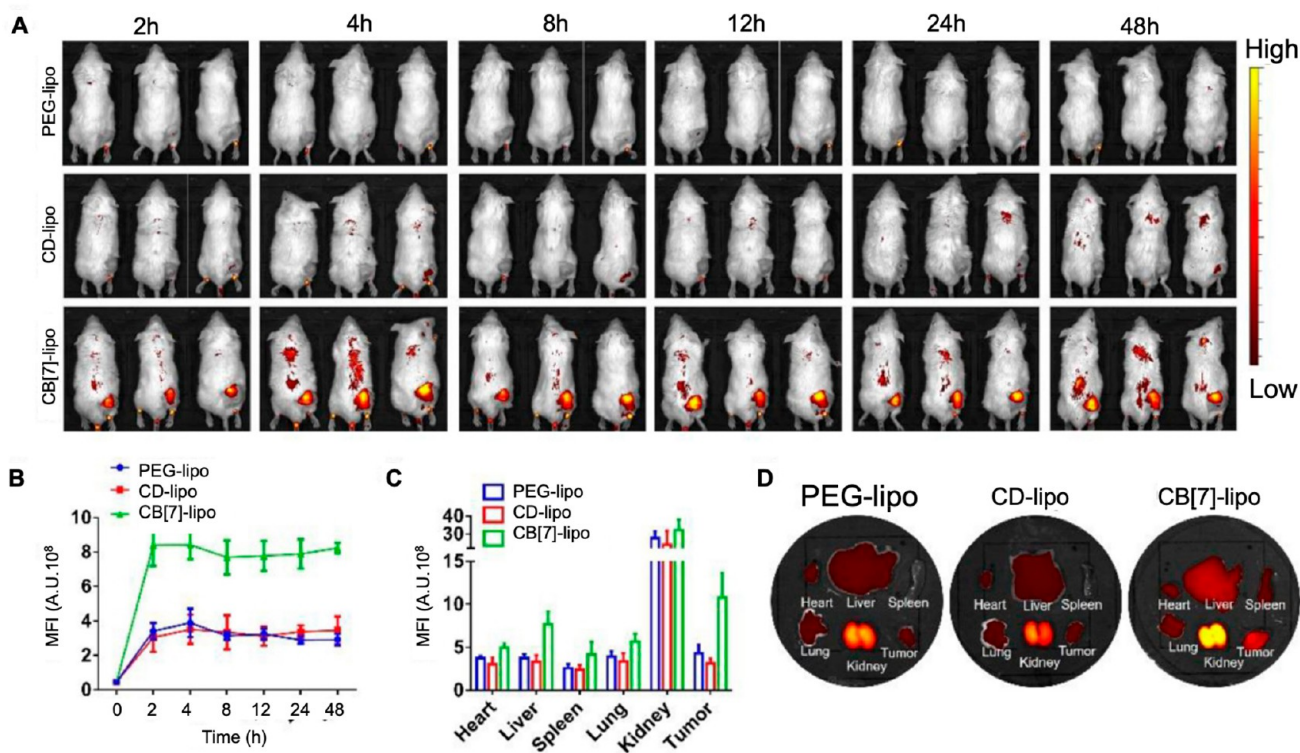 A
2h 4h 8h 12h 24h 48h
High
PEG-lipo
CD-lipo
CB[7]-lipo
Low
B
PEG-lipo
CD-lipo
CB[7]-lipo
MFI (A.U.10⁸)
10
8
6
4
2
0
0 2 4 8 12 24 48
Time (h)
C
PEG-lipo
CD-lipo
CB[7]-lipo
MFI (A.U.10⁸)
40
30
15
10
5
0
Heart Liver Spleen Lung Kidney Tumor
D
PEG-lipo CD-lipo CB[7]-lipo
Heart Liver Spleen
Lung Kidney Tumor
Heart Liver Spleen
Lung Kidney Tumor
Heart Liver Spleen
Lung Kidney Tumor